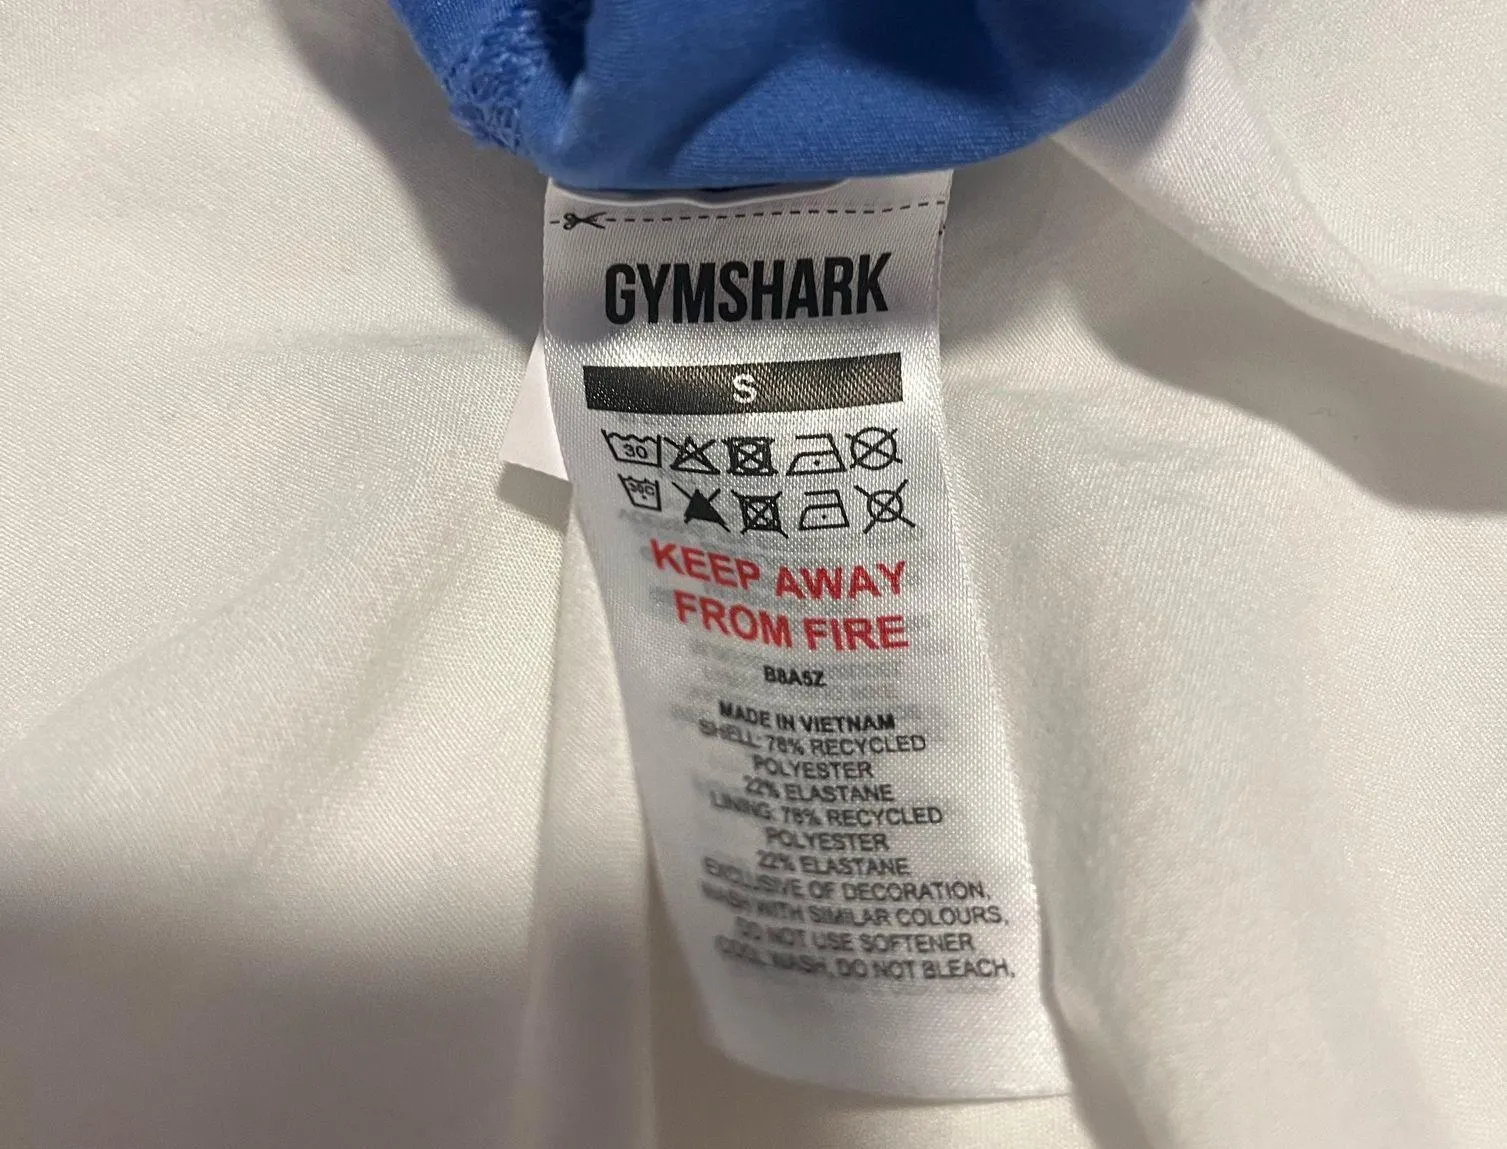 GYMSHARK
S
30
30C
KEEP AWAY
FROM FIRE
B8A5Z
MADE IN VIETNAM
SHELL: 78% RECYCLED
POLYESTER
22% ELASTANE
LINING: 78% RECYCLED
POLYESTER
22% ELASTANE
EXCLUSIVE OF DECORATION.
WASH WITH SIMILAR COLOURS.
DO NOT USE SOFTENER
COOL WASH, DO NOT BLEACH.